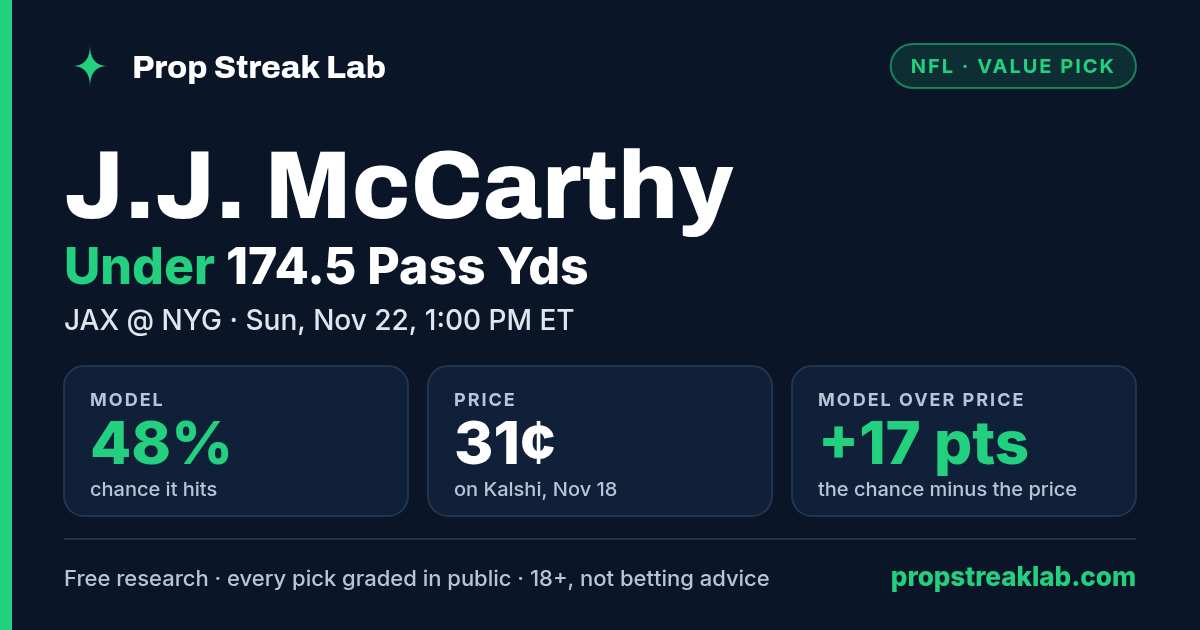 Prop Streak Lab
NFL · VALUE PICK
J.J. McCarthy
Under 174.5 Pass Yds
JAX @ NYG · Sun, Nov 22, 1:00 PM ET
MODEL
48%
chance it hits
PRICE
31¢
on Kalshi, Nov 18
MODEL OVER PRICE
+17 pts
the chance minus the price
Free research · every pick graded in public · 18+, not betting advice
propstreaklab.com